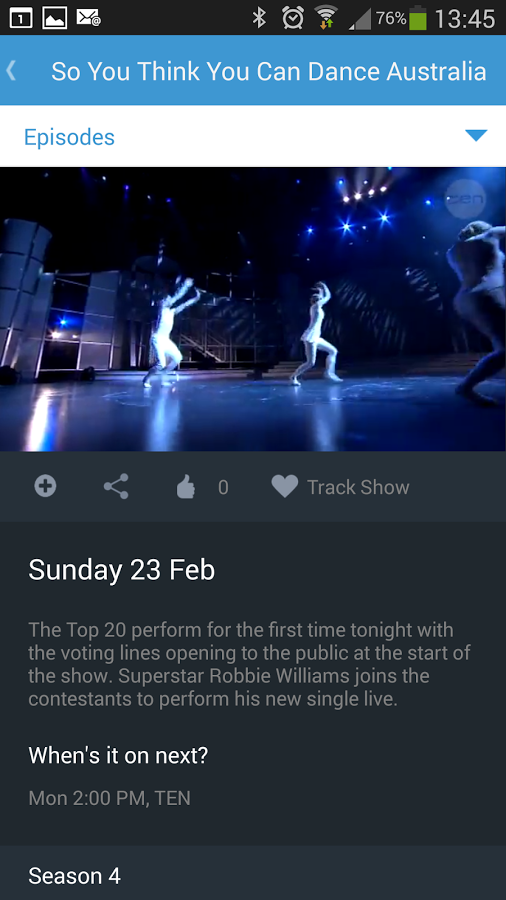 1
76%
13:45
So You Think You Can Dance Australia
Episodes
ten
0
Track Show
Sunday 23 Feb
The Top 20 perform for the first time tonight with
the voting lines opening to the public at the start of
the show. Superstar Robbie Williams joins the
contestants to perform his new single live.
When's it on next?
Mon 2:00 PM, TEN
Season 4